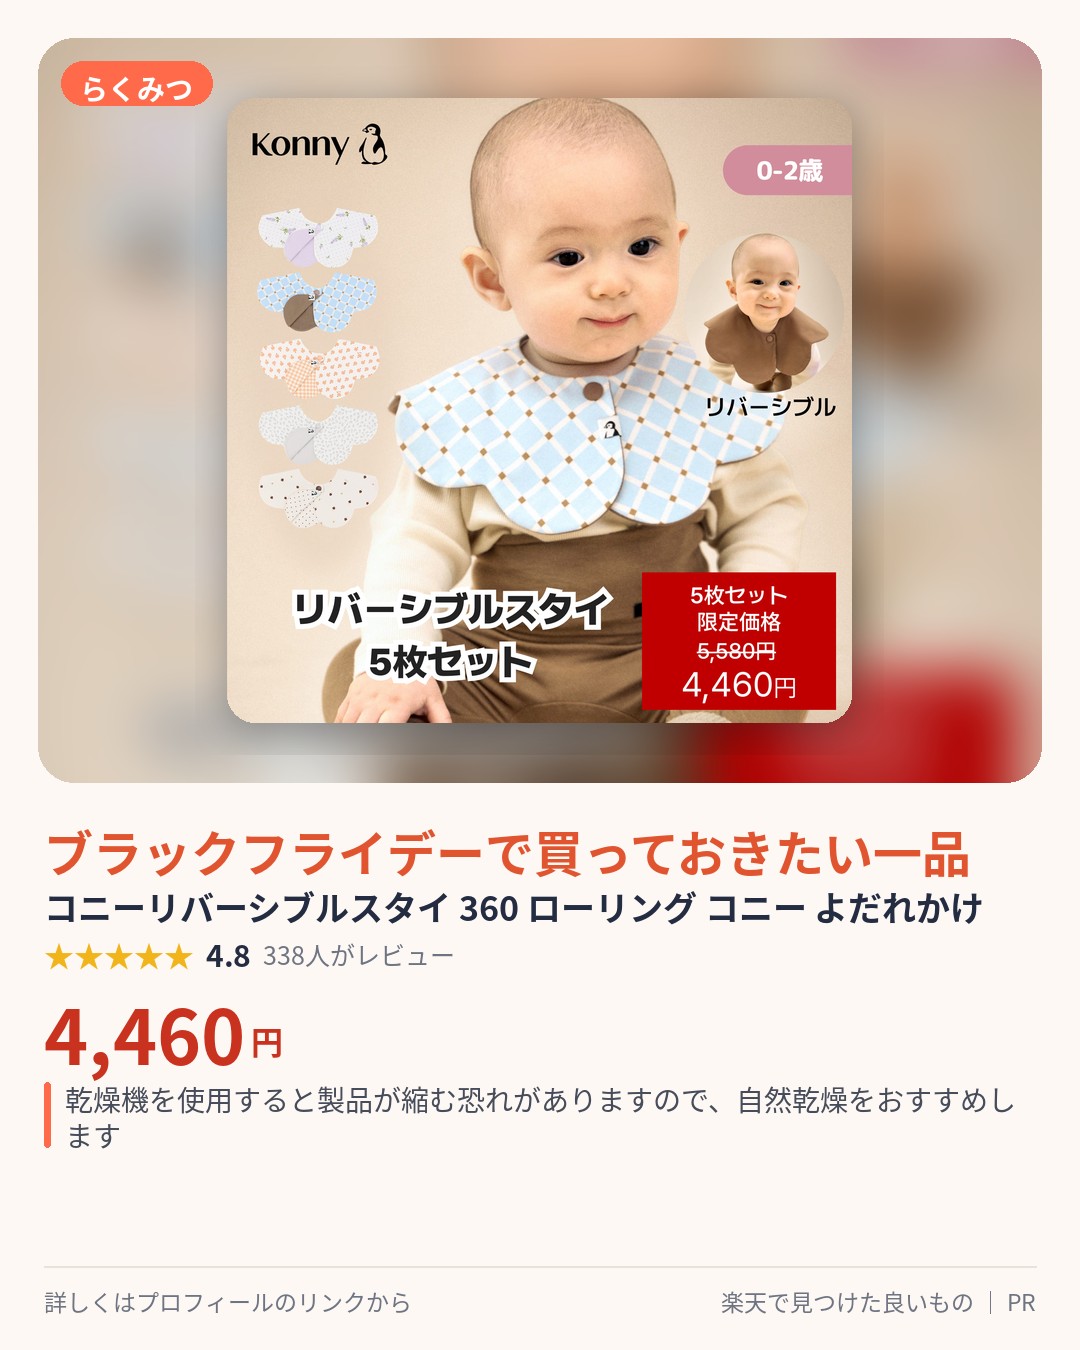 らくみつ
Konny
0-2歳
リバーシブル
リバーシブルスタイ
5枚セット
5枚セット
限定価格
5,580円
4,460円
ブラックフライデーで買っておきたい一品
コニーリバーシブルスタイ 360 ローリング コニー よだれかけ
★★★★★ 4.8 338人がレビュー
4,460円
乾燥機を使用すると製品が縮む恐れがありますので、自然乾燥をおすすめし
ます
詳しくはプロフィールのリンクから
楽天で見つけた良いもの｜PR